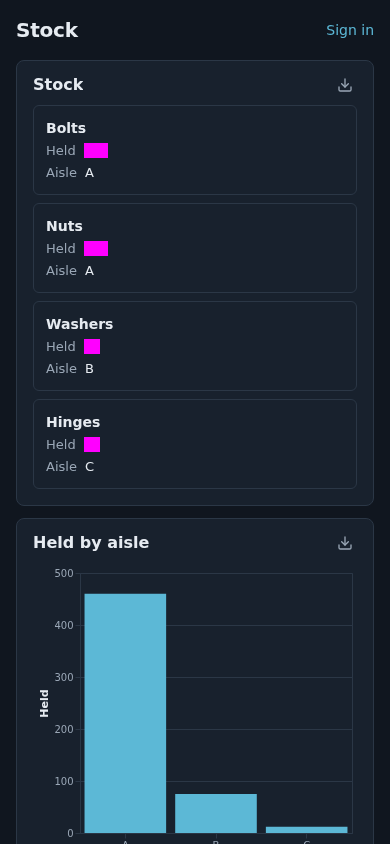 Stock
Sign in
Stock
Bolts
Held
Aisle A
Nuts
Held
Aisle A
Washers
Held
Aisle B
Hinges
Held
Aisle C
Held by aisle
500
400
300
200
100
0
Held